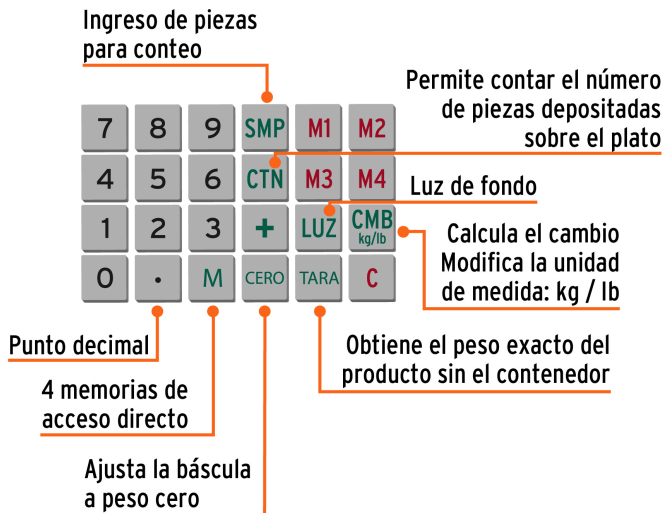 Ingreso de piezas
para conteo
Permite contar el número
de piezas depositadas
sobre el plato
7 8 9 SMP M1 M2
4 5 6 CTN M3 M4
Luz de fondo
1 2 3 + LUZ CMB
kg/lb
Calcula el cambio
Modifica la unidad
de medida: kg / lb
0 . M CERO TARA C
Punto decimal
Obtiene el peso exacto del
producto sin el contenedor
4 memorias de
acceso directo
Ajusta la báscula
a peso cero